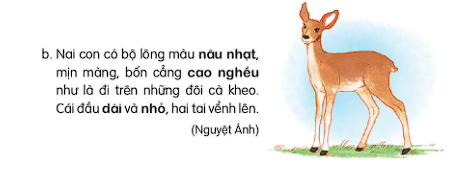 b. Nai con có bộ lông màu nâu nhạt,
mịn màng, bốn cẳng cao nghéu
như là đi trên những đôi cà kheo.
Cái đầu dài và nhỏ, hai tai vểnh lên.
(Nguyệt Ánh)